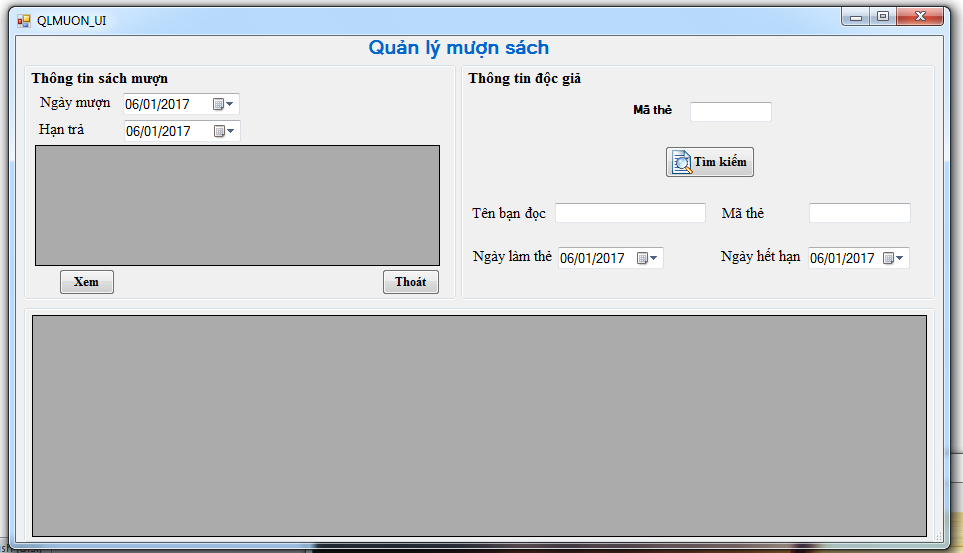 QLMUON_UI
Quản lý mượn sách
Thông tin sách mượn
Ngày mượn 06/01/2017
Hạn trả 06/01/2017
Xem Thoát
Thông tin độc giả
Mã thẻ
Tìm kiếm
Tên bạn đọc Mã thẻ
Ngày làm thẻ 06/01/2017 Ngày hết hạn 06/01/2017